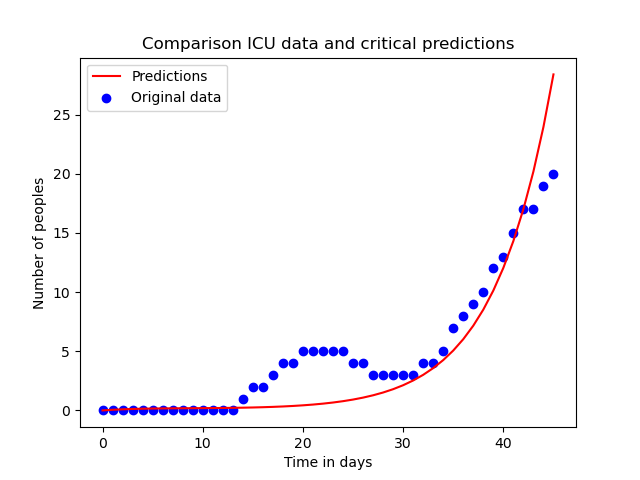 Comparison ICU data and critical predictions
Predictions
Original data
25
20
15
10
5
0
Number of peoples
0 10 20 30 40
Time in days